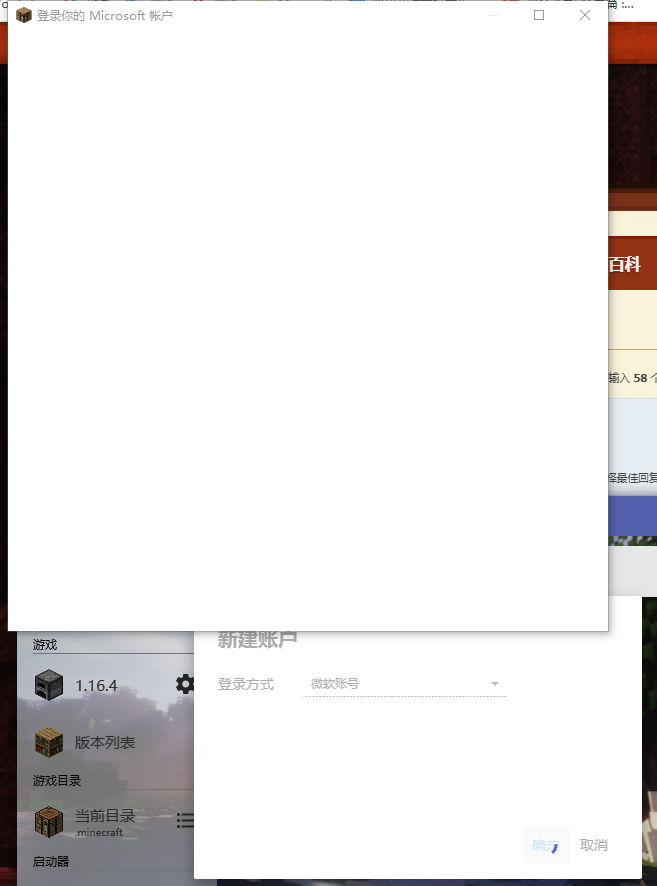 登录你的 Microsoft 帐户
百科
输入 58 个
择最佳回复
游戏
新建账户
1.16.4
登录方式
微软账号
版本列表
游戏目录
当前目录
.minecraft
确定
取消
启动器